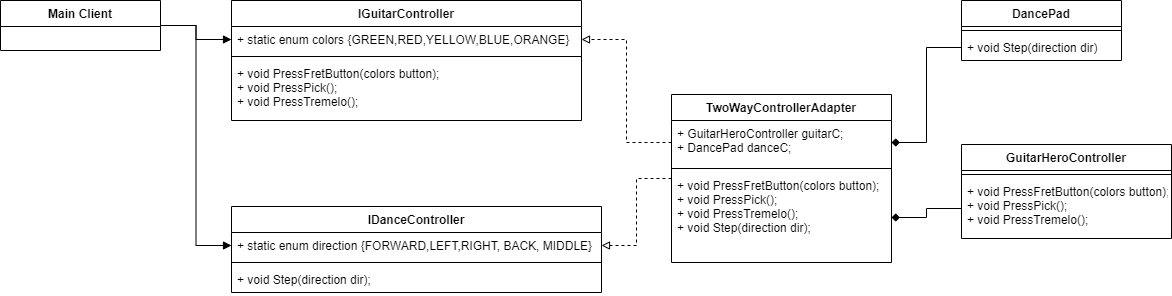 Main Client
IGuitarController
+ static enum colors {GREEN,RED,YELLOW,BLUE,ORANGE}
+ void PressFretButton(colors button);
+ void PressPick();
+ void PressTremelo();
IDanceController
+ static enum direction {FORWARD,LEFT,RIGHT, BACK, MIDDLE}
+ void Step(direction dir);
TwoWayControllerAdapter
+ GuitarHeroController guitarC;
+ DancePad danceC;
+ void PressFretButton(colors button);
+ void PressPick();
+ void PressTremelo();
+ void Step(direction dir);
DancePad
+ void Step(direction dir)
GuitarHeroController
+ void PressFretButton(colors button);
+ void PressPick();
+ void PressTremelo();